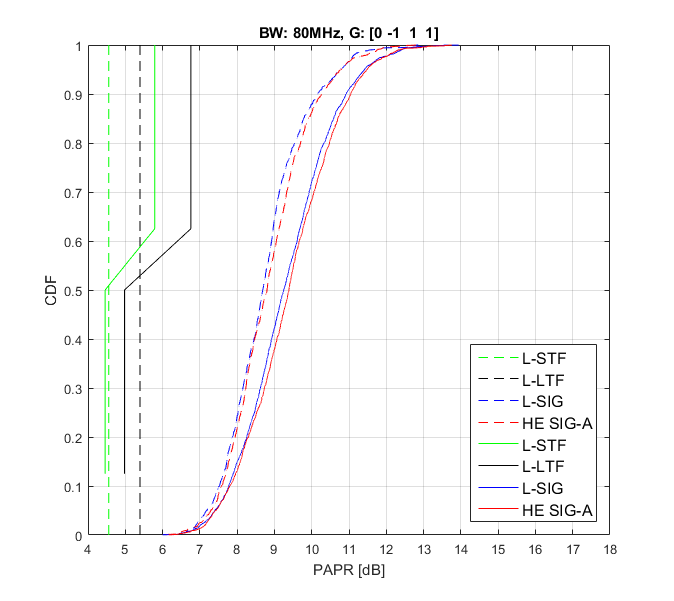 BW: 80MHz, G: [0 -1 1 1]
1
0.9
0.8
0.7
0.6
0.5
0.4
0.3
0.2
0.1
0
CDF
L-STF
L-LTF
L-SIG
HE SIG-A
L-STF
L-LTF
L-SIG
HE SIG-A
4 5 6 7 8 9 10 11 12 13 14 15 16 17 18
PAPR [dB]